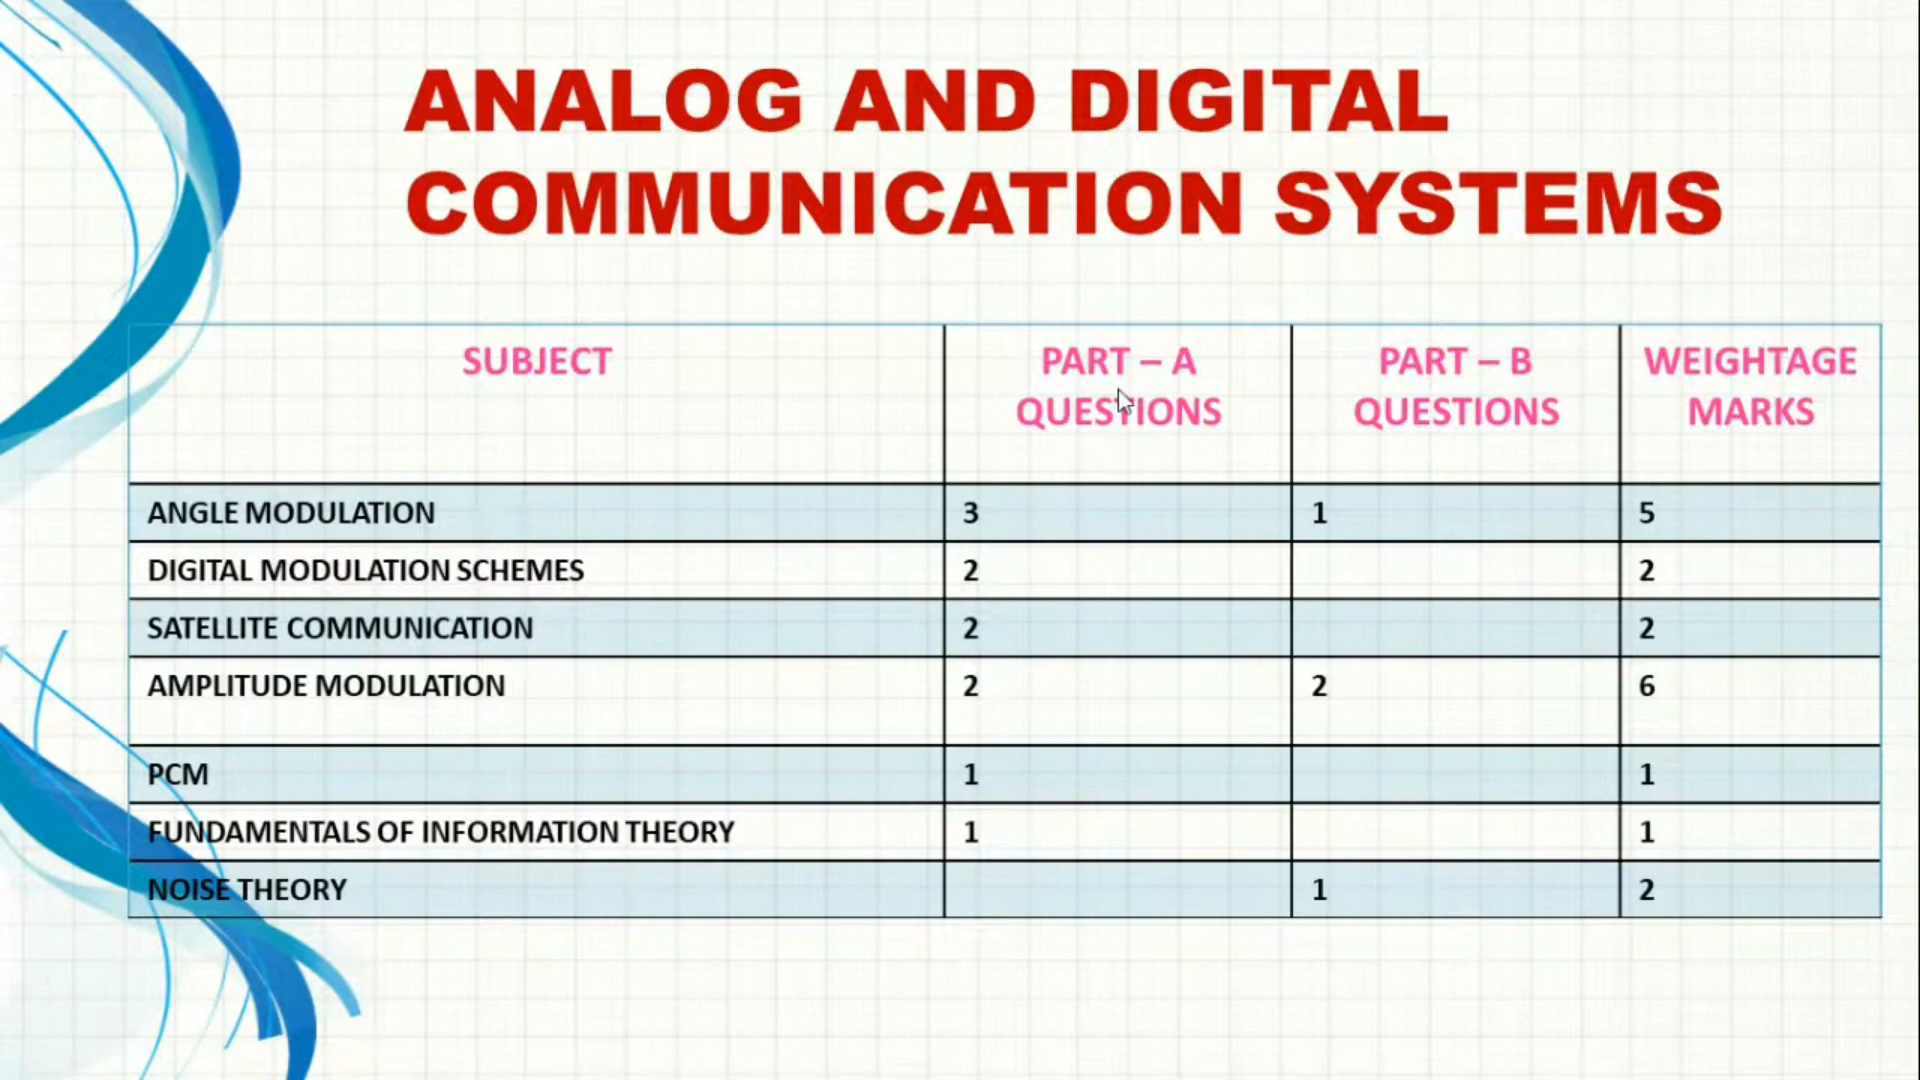 ANALOG AND DIGITAL
COMMUNICATION SYSTEMS
SUBJECT PART – A QUESTIONS PART – B QUESTIONS WEIGHTAGE MARKS
ANGLE MODULATION 3 1 5
DIGITAL MODULATION SCHEMES 2 2
SATELLITE COMMUNICATION 2 2
AMPLITUDE MODULATION 2 2 6
PCM 1 1
FUNDAMENTALS OF INFORMATION THEORY 1 1
NOISE THEORY 1 2